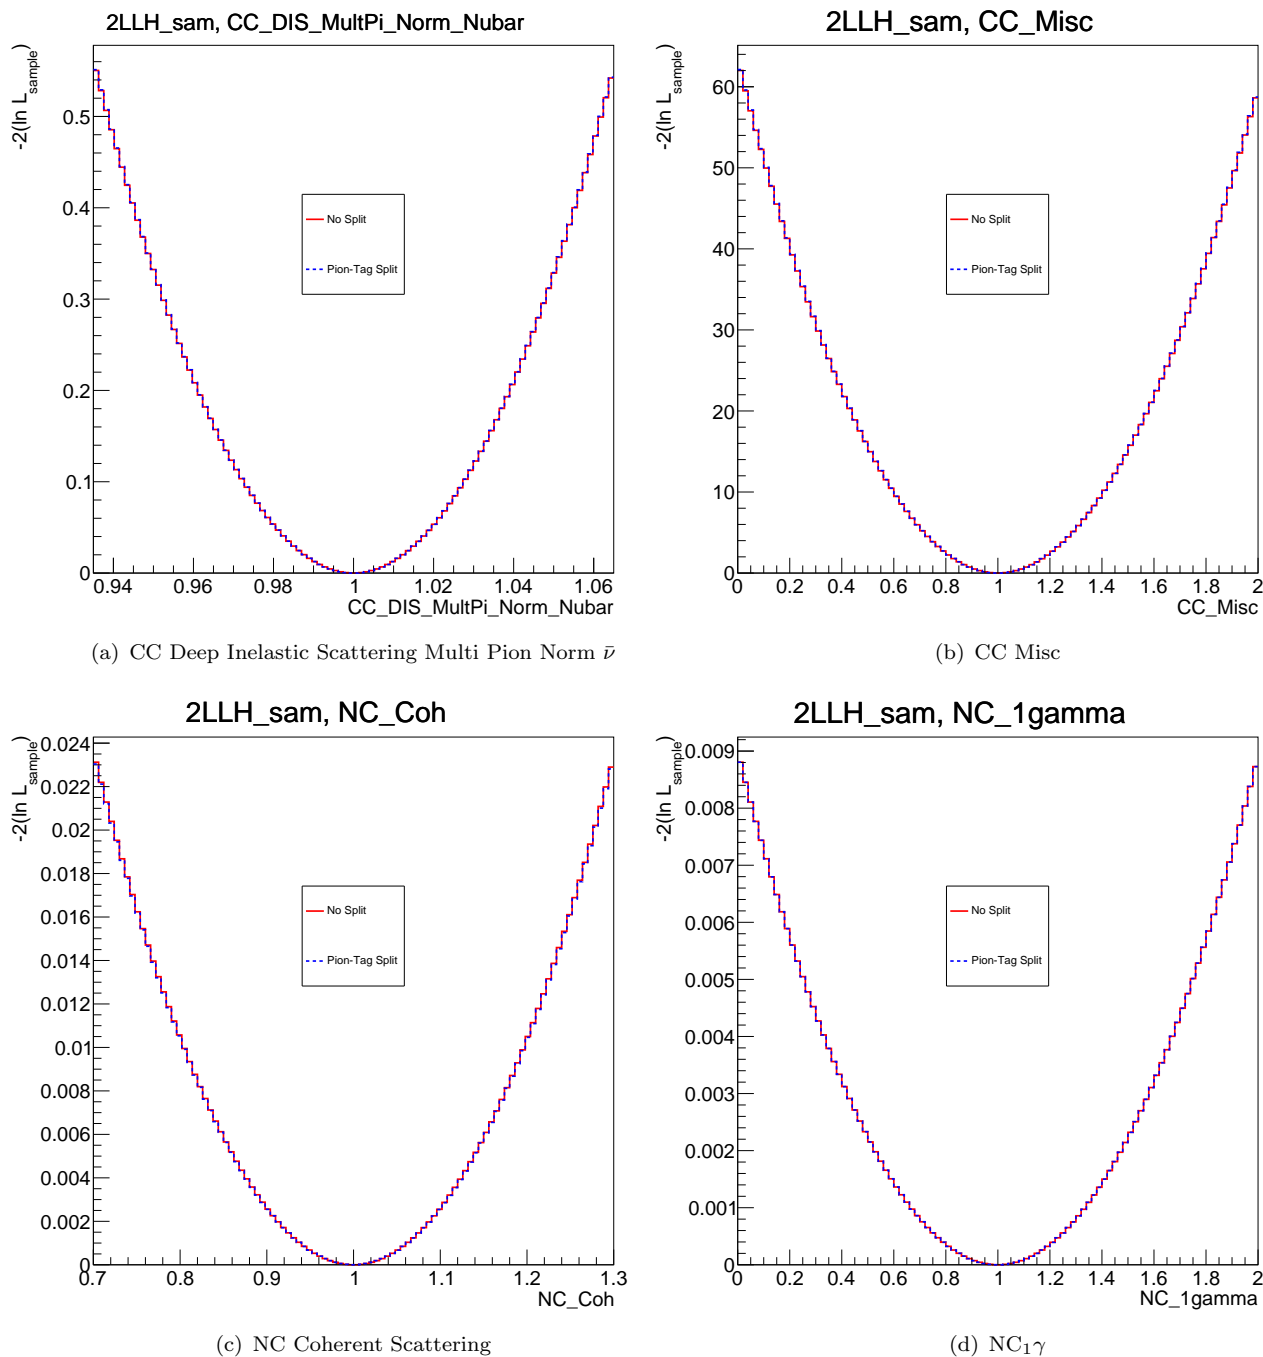 2LLH_sam, CC_DIS_MultPi_Norm_Nubar
-2(ln L_sample)
0.5
0.4
0.3
0.2
0.1
0
No Split
Pion-Tag Split
0.94 0.96 0.98 1 1.02 1.04 1.06
CC_DIS_MultPi_Norm_Nubar
(a) CC Deep Inelastic Scattering Multi Pion Norm ν̄
2LLH_sam, CC_Misc
-2(ln L_sample)
60
50
40
30
20
10
0
No Split
Pion-Tag Split
0 0.2 0.4 0.6 0.8 1 1.2 1.4 1.6 1.8 2
CC_Misc
(b) CC Misc
2LLH_sam, NC_Coh
-2(ln L_sample)
0.024
0.022
0.02
0.018
0.016
0.014
0.012
0.01
0.008
0.006
0.004
0.002
0
No Split
Pion-Tag Split
0.7 0.8 0.9 1 1.1 1.2 1.3
NC_Coh
(c) NC Coherent Scattering
2LLH_sam, NC_1gamma
-2(ln L_sample)
0.009
0.008
0.007
0.006
0.005
0.004
0.003
0.002
0.001
0
No Split
Pion-Tag Split
0 0.2 0.4 0.6 0.8 1 1.2 1.4 1.6 1.8 2
NC_1gamma
(d) NC₁γ